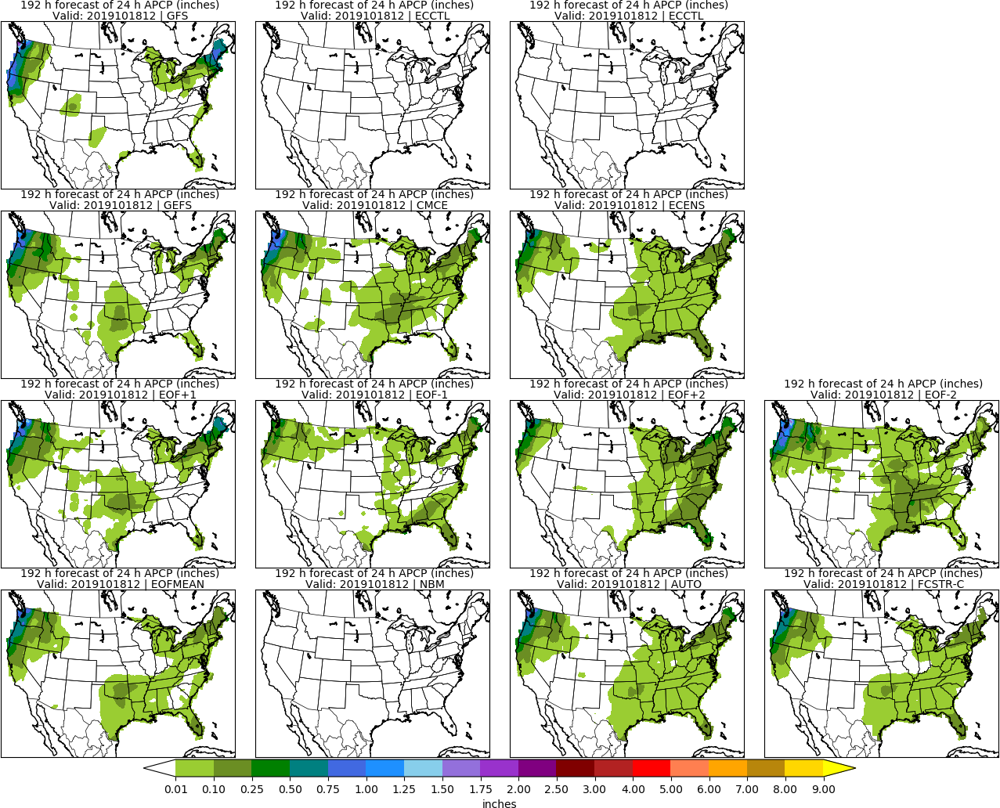 192 h forecast of 24 h APCP (inches)
Valid: 2019101812 | GFS
192 h forecast of 24 h APCP (inches)
Valid: 2019101812 | ECCTL
192 h forecast of 24 h APCP (inches)
Valid: 2019101812 | ECCTL
192 h forecast of 24 h APCP (inches)
Valid: 2019101812 | GEFS
192 h forecast of 24 h APCP (inches)
Valid: 2019101812 | CMCE
192 h forecast of 24 h APCP (inches)
Valid: 2019101812 | ECENS
192 h forecast of 24 h APCP (inches)
Valid: 2019101812 | EOF+1
192 h forecast of 24 h APCP (inches)
Valid: 2019101812 | EOF-1
192 h forecast of 24 h APCP (inches)
Valid: 2019101812 | EOF+2
192 h forecast of 24 h APCP (inches)
Valid: 2019101812 | EOF-2
192 h forecast of 24 h APCP (inches)
Valid: 2019101812 | EOFMEAN
192 h forecast of 24 h APCP (inches)
Valid: 2019101812 | NBM
192 h forecast of 24 h APCP (inches)
Valid: 2019101812 | AUTO
192 h forecast of 24 h APCP (inches)
Valid: 2019101812 | FCSTR-C
0.01 0.10 0.25 0.50 0.75 1.00 1.25 1.50 1.75 2.00 2.50 3.00 4.00 5.00 6.00 7.00 8.00 9.00
inches